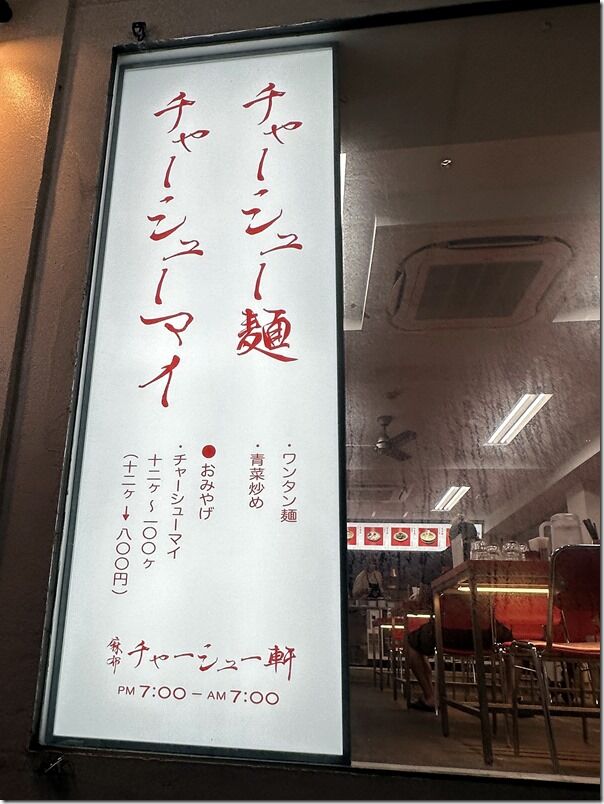 チャーシュー麺
チャーシューマイ
・ワンタン麺
・青菜炒め
●おみやげ
・チャーシューマイ
十二ヶ〜一〇〇ヶ
(十二ヶ→八〇〇円)
麻布
チャーシュー軒
PM 7:00 − AM 7:00